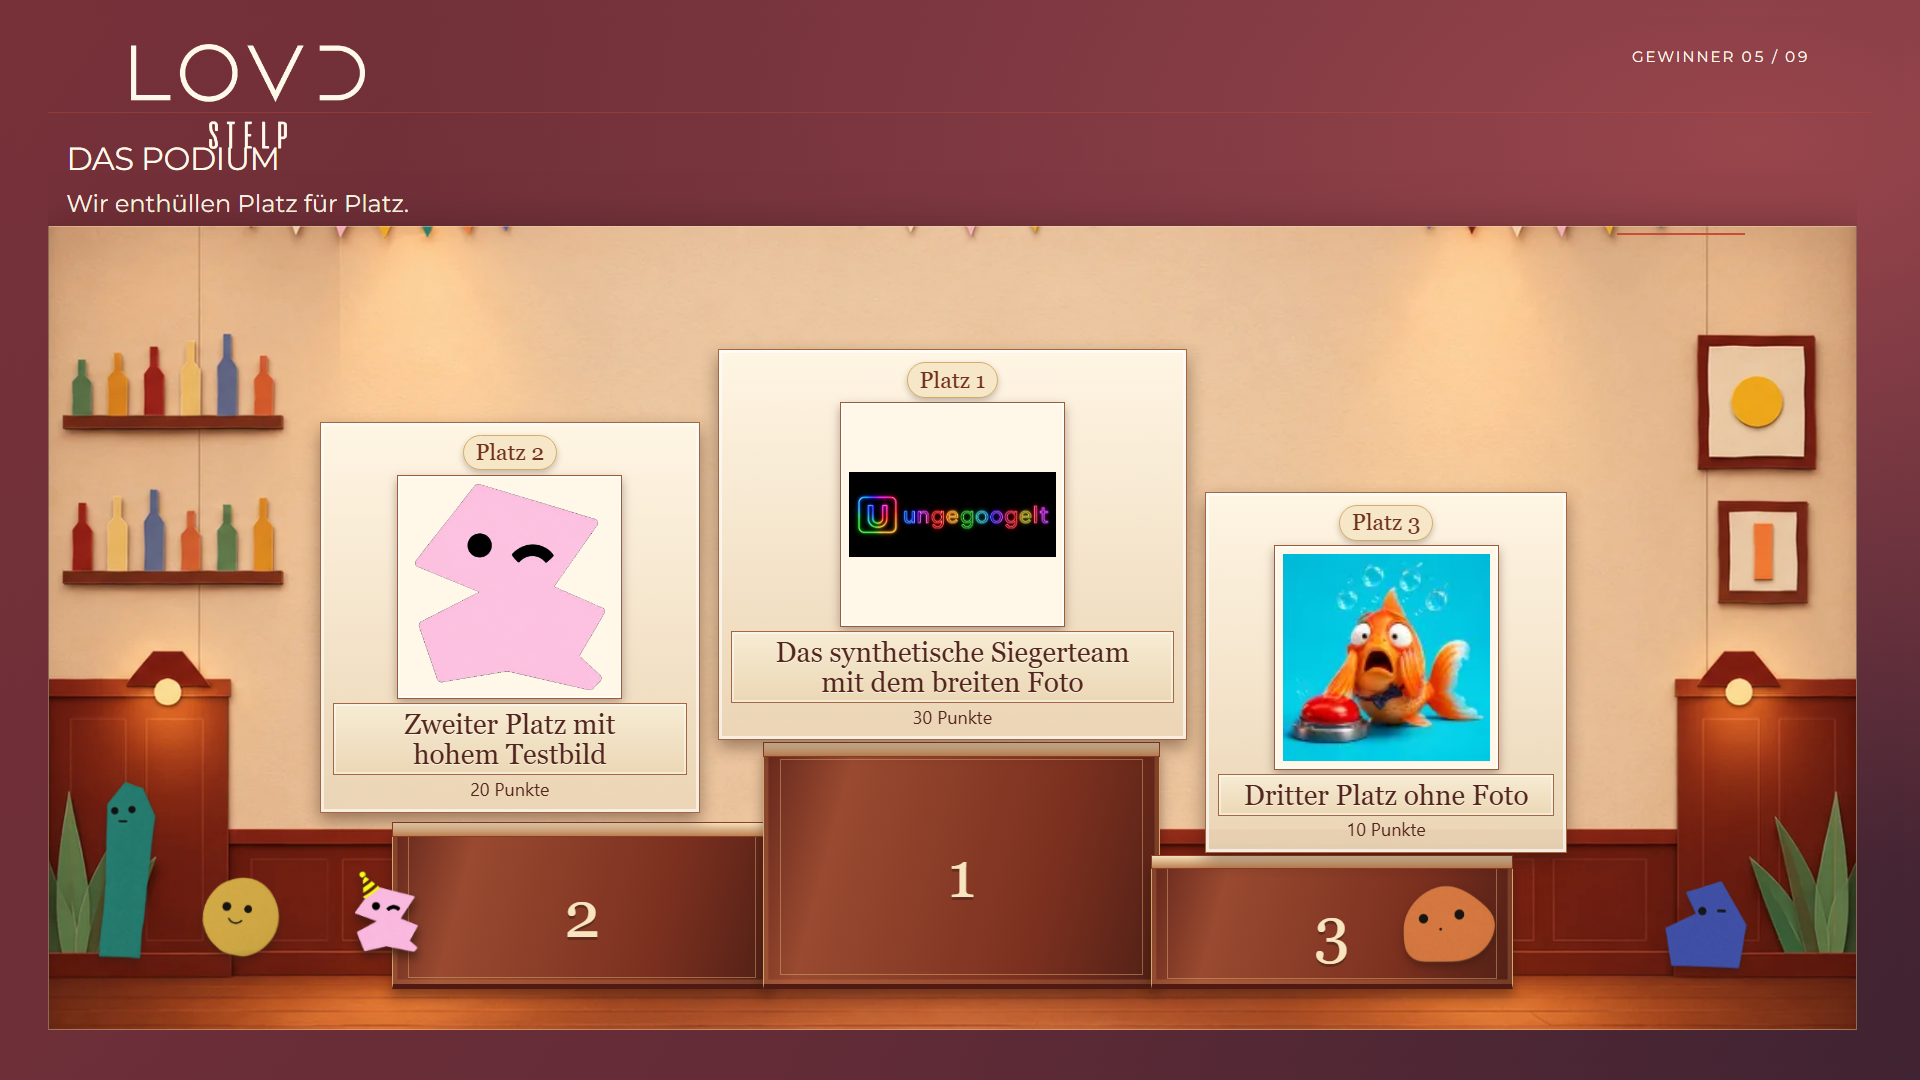 LOVD
STELP
GEWINNER 05 / 09
DAS PODIUM
Wir enthüllen Platz für Platz.
Platz 1
ungegoogelt
Das synthetische Siegerteam
mit dem breiten Foto
30 Punkte
Platz 2
Zweiter Platz mit
hohem Testbild
20 Punkte
Platz 3
Dritter Platz ohne Foto
10 Punkte
2
1
3